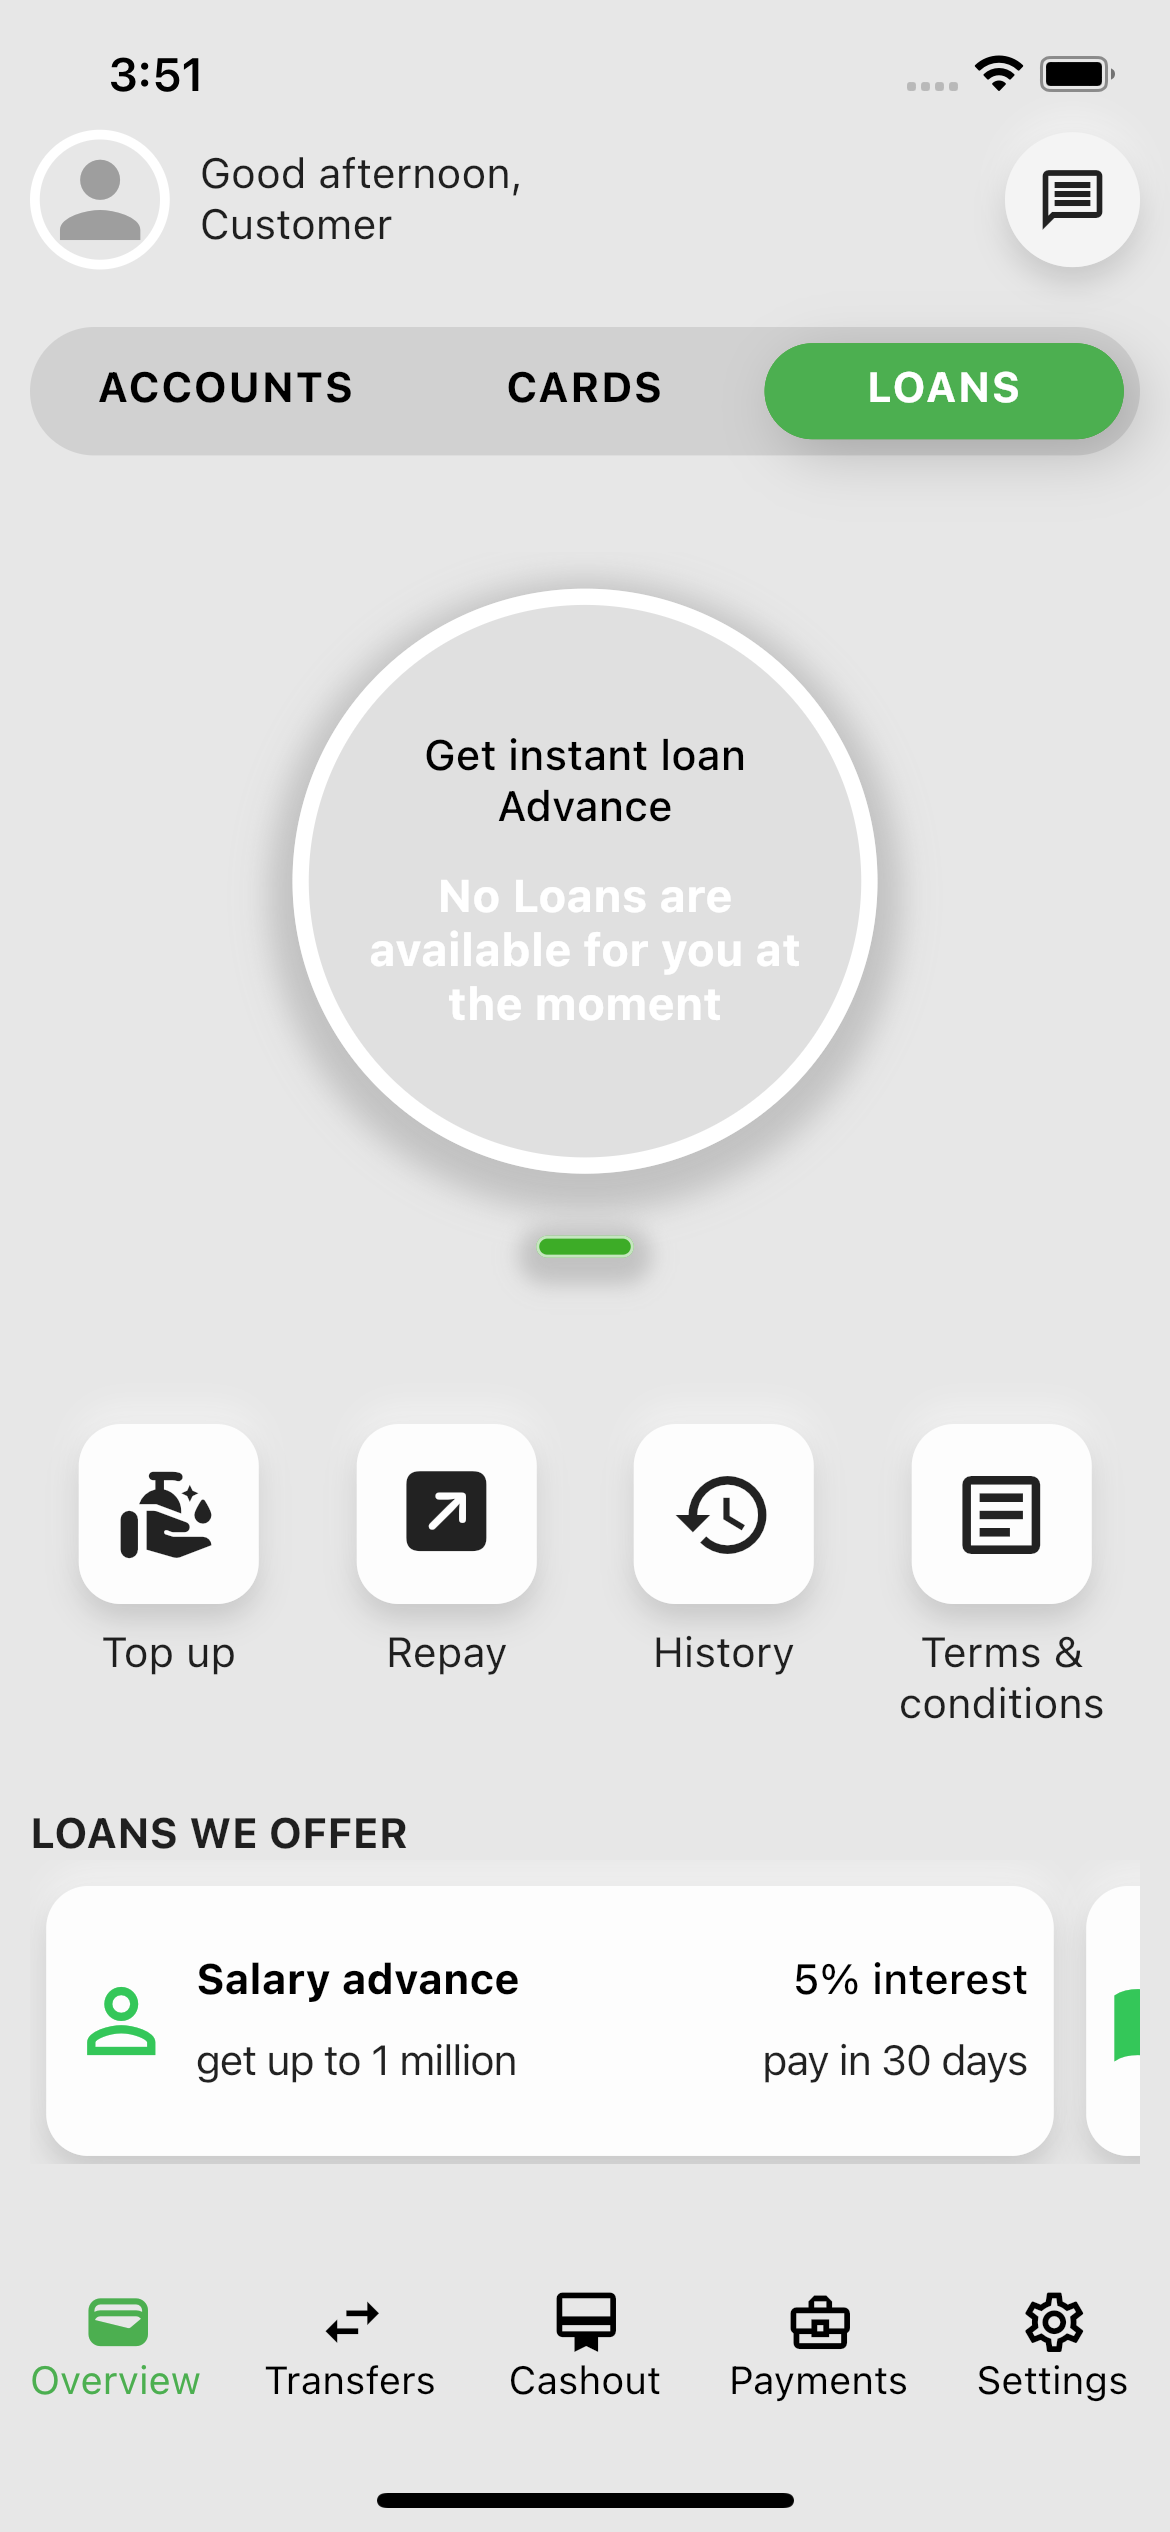 3:51
Good afternoon,
Customer
ACCOUNTS
CARDS
LOANS
Get instant loan
Advance
No Loans are
available for you at
the moment
Top up
Repay
History
Terms &
conditions
LOANS WE OFFER
Salary advance
5% interest
get up to 1 million
pay in 30 days
Overview
Transfers
Cashout
Payments
Settings